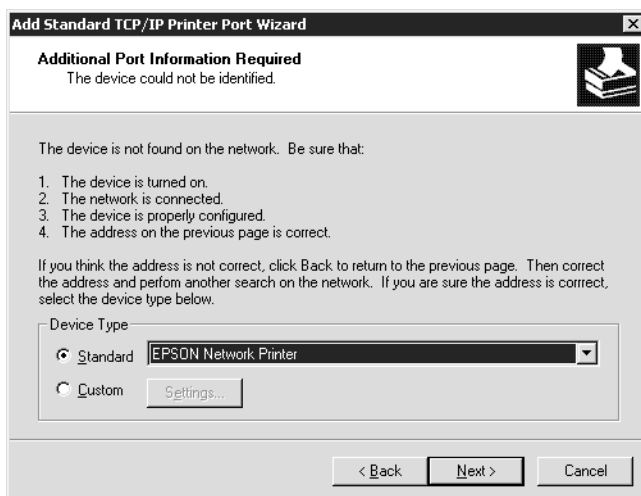 Add Standard TCP/IP Printer Port Wizard
Additional Port Information Required
The device could not be identified.
The device is not found on the network.  Be sure that:
1.  The device is turned on.
2.  The network is connected.
3.  The device is properly configured.
4.  The address on the previous page is correct.
If you think the address is not correct, click Back to return to the previous page.  Then correct
the address and perfom another search on the network.  If you are sure the address is corrrect,
select the device type below.
Device Type
Standard EPSON Network Printer
Custom Settings...
< Back Next > Cancel